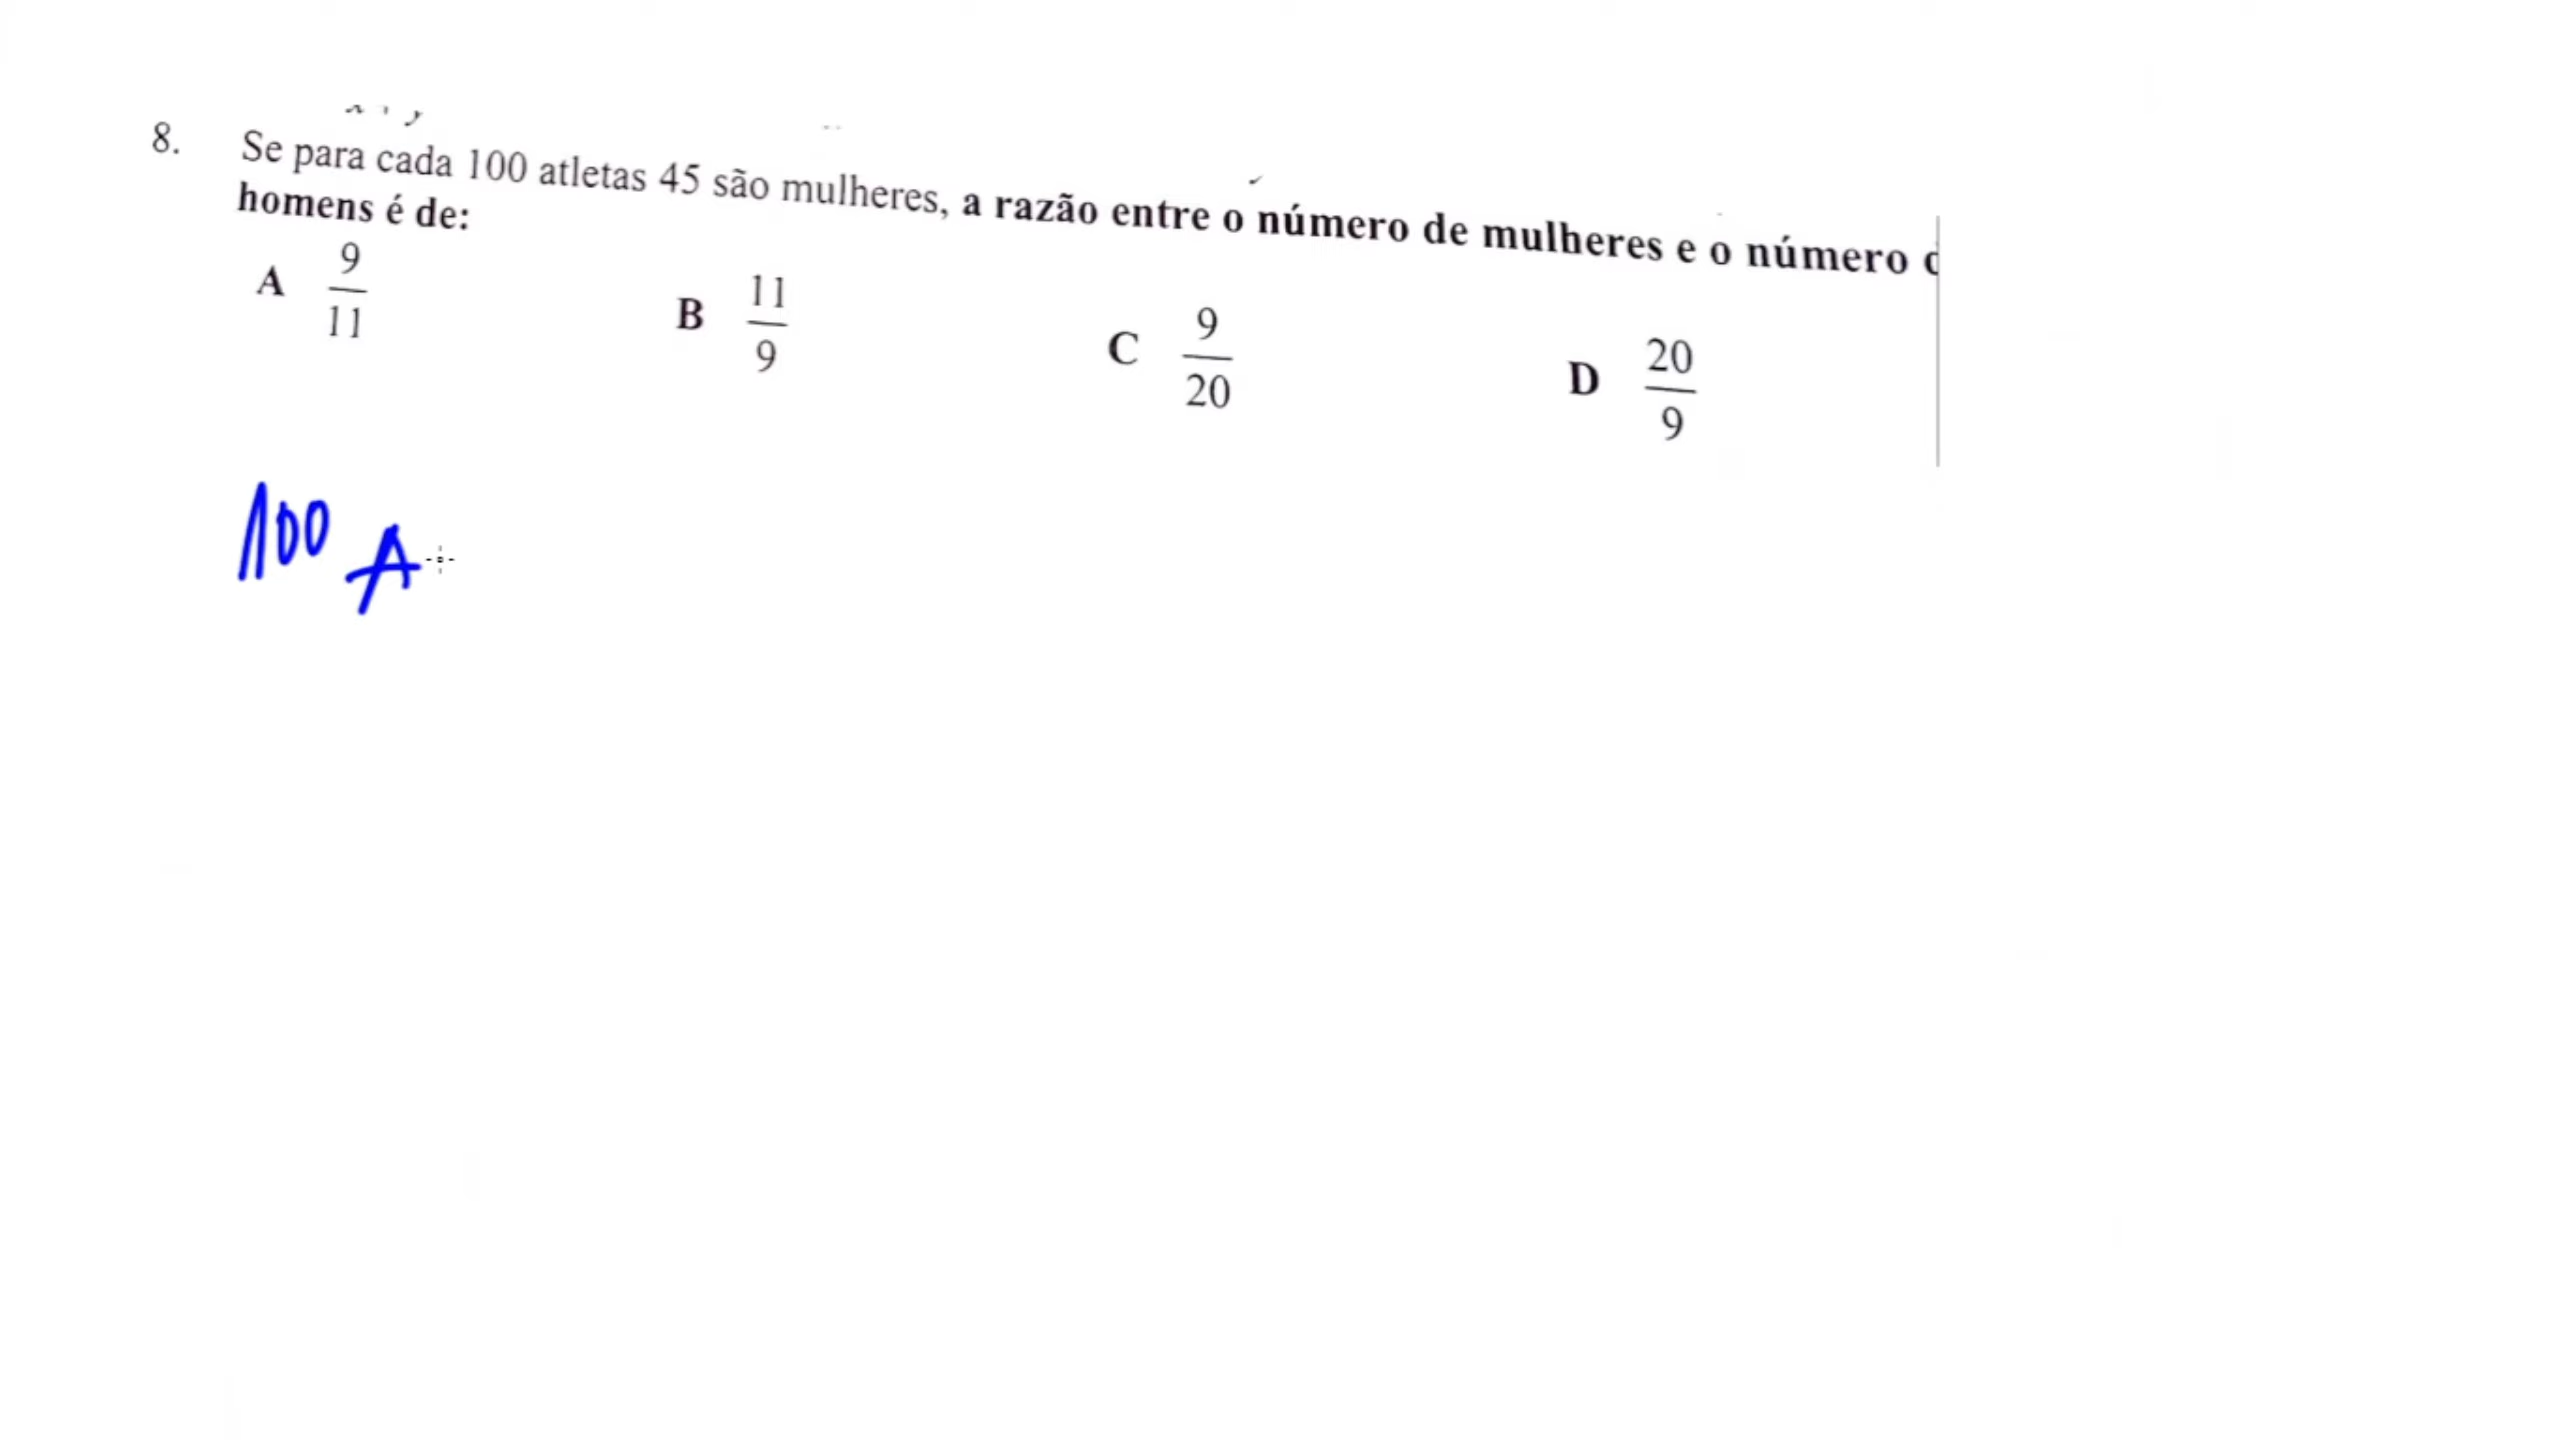 8. Se para cada 100 atletas 45 são mulheres, a razão entre o número de mulheres e o número
homens é de:
A 9/11 B 11/9 C 9/20 D 20/9
100 A